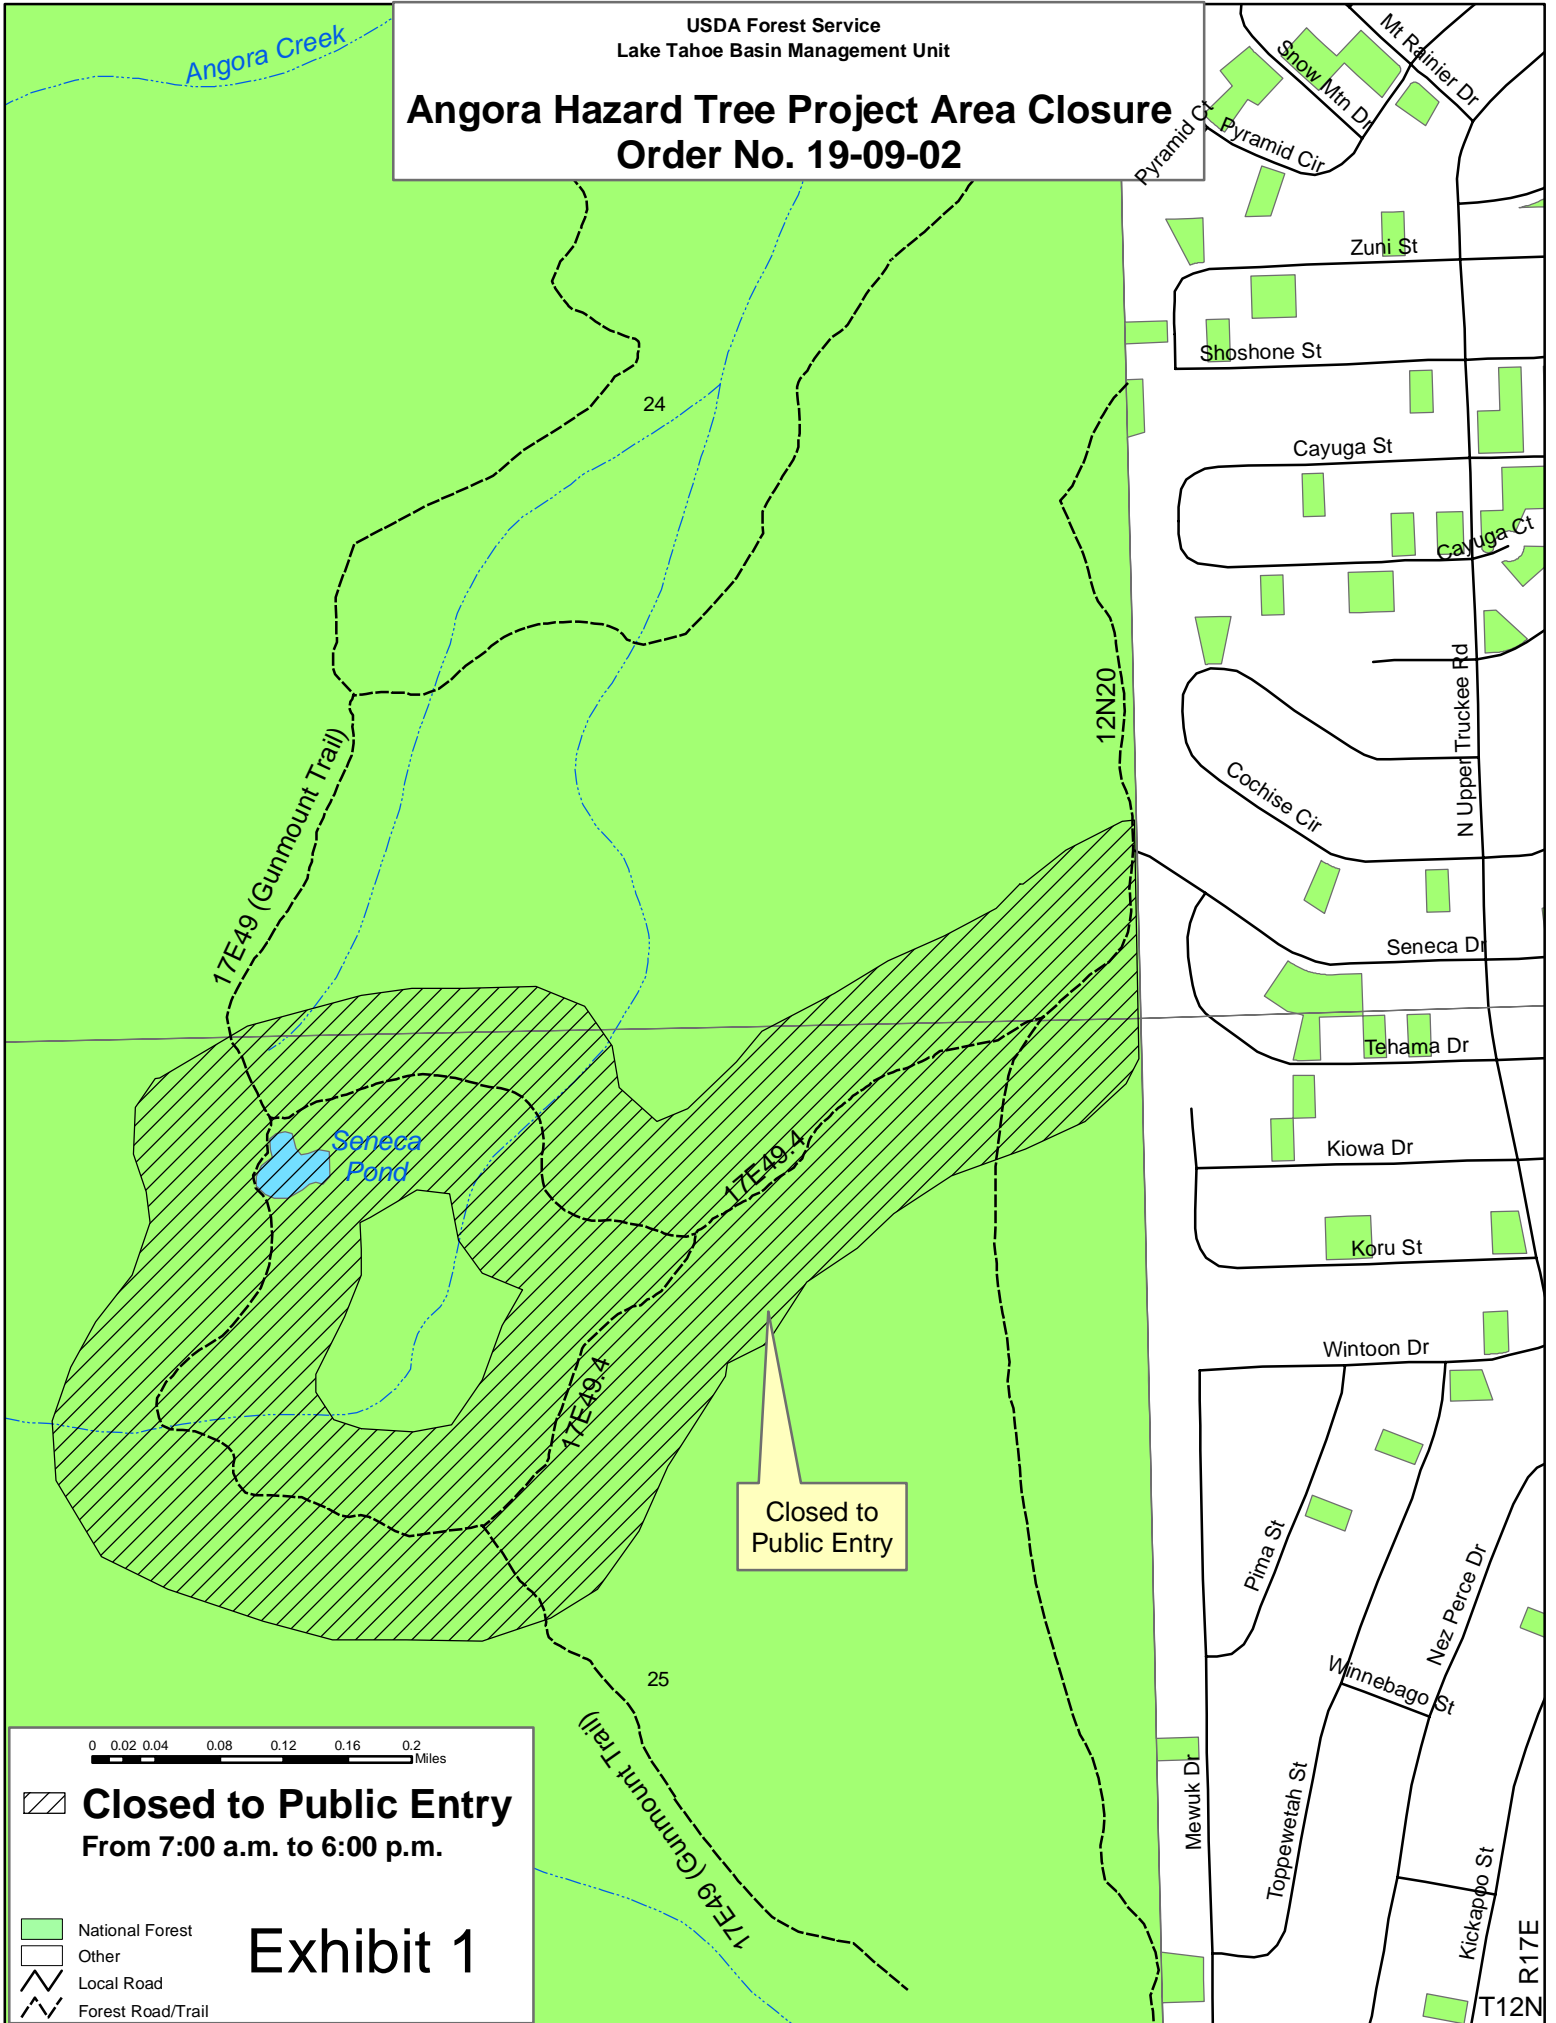 USDA Forest Service
Lake Tahoe Basin Management Unit
Angora Hazard Tree Project Area Closure
Order No. 19-09-02
Angora Creek
Mt Rainier Dr
Snow Mtn Dr
Pyramid Ct
Pyramid Cir
Zuni St
Shoshone St
24
Cayuga St
Cayuga Ct
12N20
N Upper Truckee Rd
17E49 (Gunmount Trail)
Cochise Cir
Seneca Dr
Tehama Dr
Seneca
Pond
17E49.4
Kiowa Dr
Koru St
Wintoon Dr
17E49.4
Closed to
Public Entry
Pima St
Nez Perce Dr
Winnebago St
25
17E49 (Gunmount Trail)
Mewuk Dr
Toppewetah St
Kickapoo St
R17E
T12N
0 0.02 0.04 0.08 0.12 0.16 0.2
Miles
Closed to Public Entry
From 7:00 a.m. to 6:00 p.m.
National Forest
Other
Local Road
Forest Road/Trail
Exhibit 1